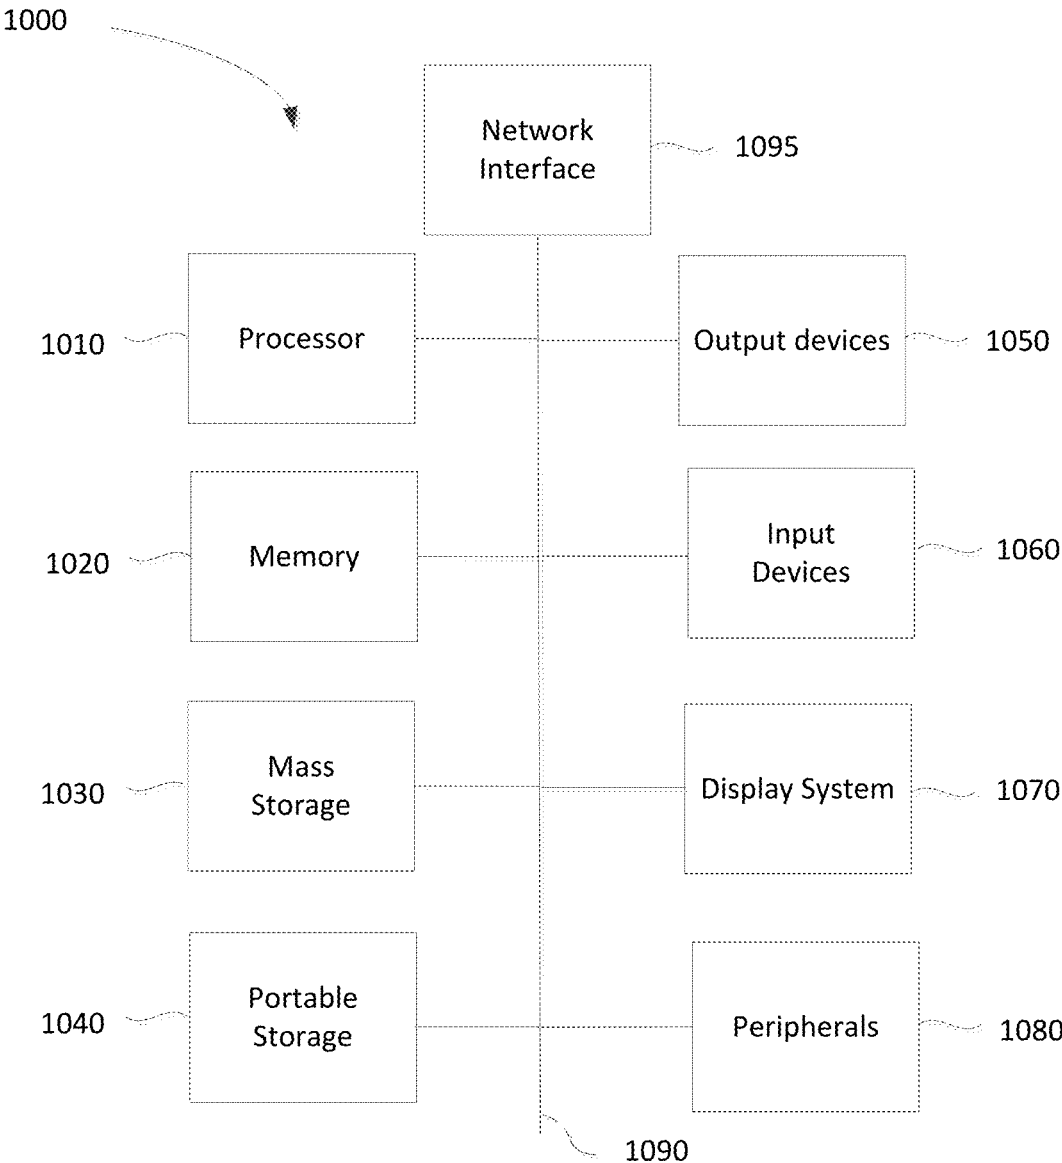 1000
Network
Interface
1095
Processor
1010
Output devices
1050
Memory
1020
Input
Devices
1060
Mass
Storage
1030
Display System
1070
Portable
Storage
1040
Peripherals
1080
1090